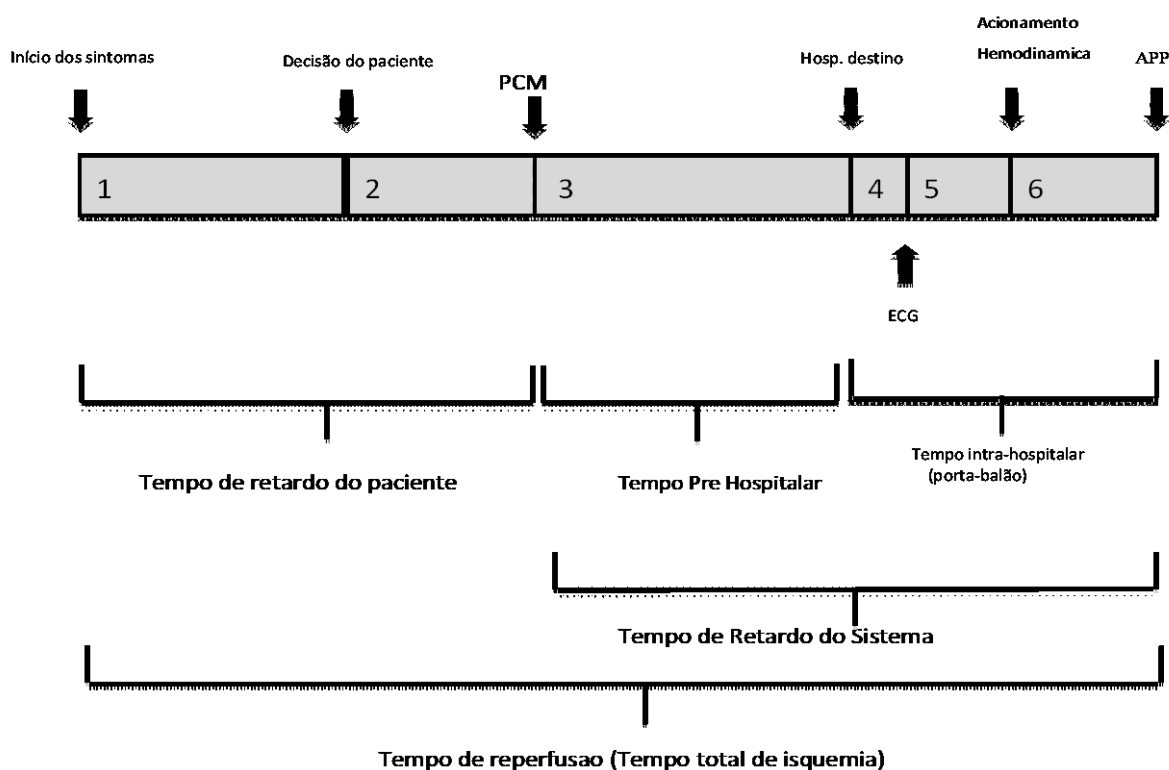 Acionamento
Início dos sintomas
Decisão do paciente
Hosp. destino
Hemodinamica
APP
PCM
1
2
3
4
5
6
ECG
Tempo de retardo do paciente
Tempo Pre Hospitalar
Tempo intra-hospitalar
(porta-balão)
Tempo de Retardo do Sistema
Tempo de reperfusao (Tempo total de isquemia)